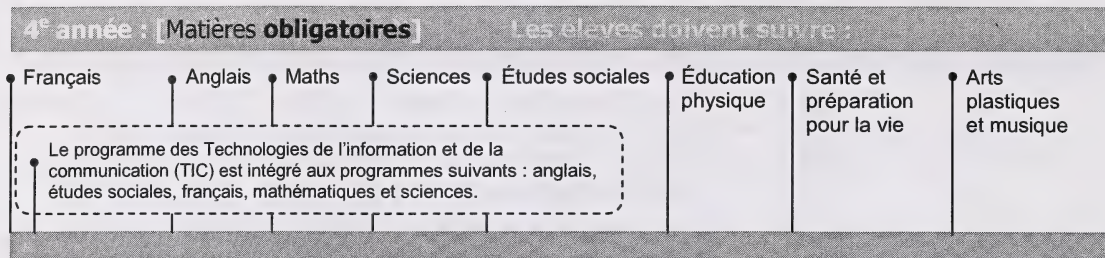 4e année : [Matières obligatoires] Les élèves doivent suivre :
Français
Anglais
Maths
Sciences
Études sociales
Éducation
physique
Santé et
préparation
pour la vie
Arts
plastiques
et musique
Le programme des Technologies de l'information et de la
communication (TIC) est intégré aux programmes suivants : anglais,
études sociales, français, mathématiques et sciences.